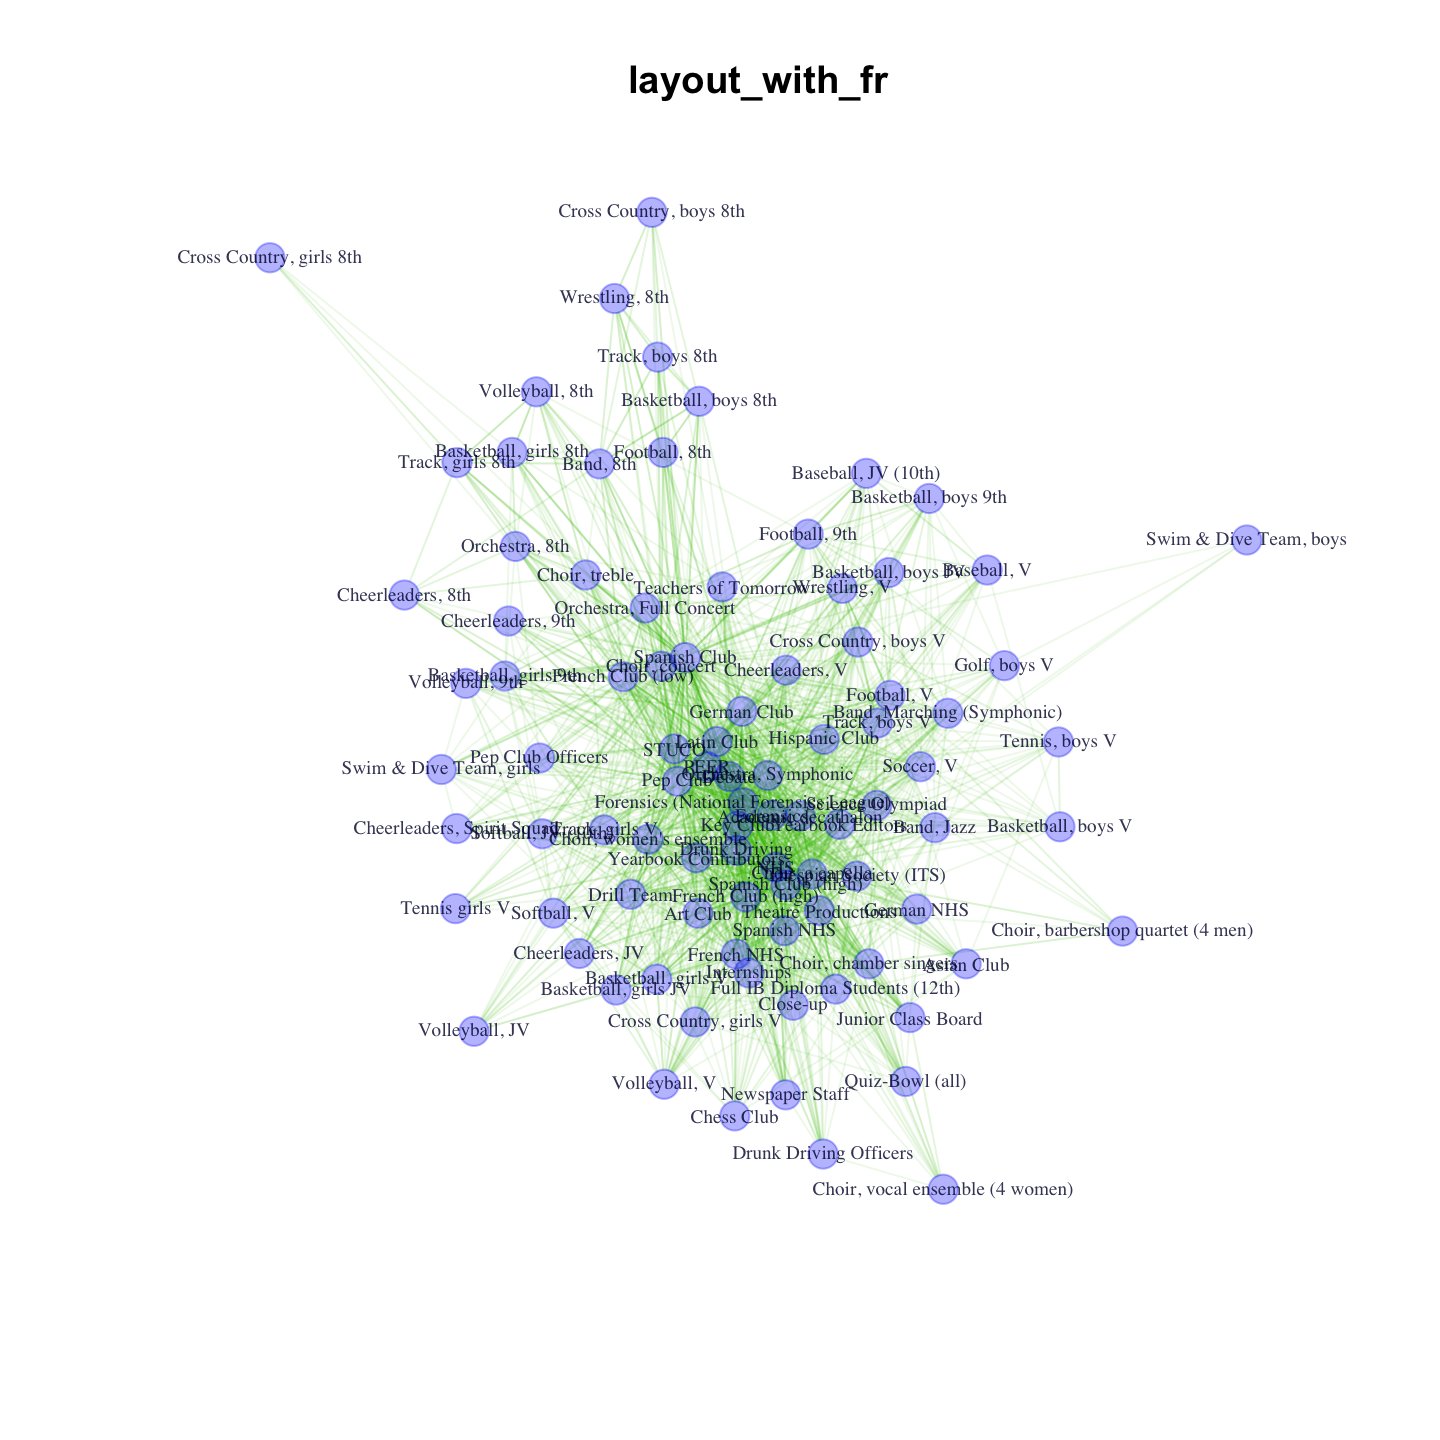 layout_with_fr
Cross Country, boys 8th
Cross Country, girls 8th
Wrestling, 8th
Track, boys 8th
Volleyball, 8th
Basketball, boys 8th
Basketball, girls 8th
Football, 8th
Track, girls 8th
Band, 8th
Baseball, JV (10th)
Basketball, boys 9th
Football, 9th
Swim & Dive Team, boys
Orchestra, 8th
Choir, treble
Basketball, boys JV
Baseball, V
Teachers of Tomorrow
Wrestling, V
Cheerleaders, 8th
Orchestra, Full Concert
Cheerleaders, 9th
Cross Country, boys V
Spanish Club
Choir, concert
Cheerleaders, V
Golf, boys V
Basketball, girls 9th
French Club (low)
Volleyball, 9th
Football, V
German Club
Band, Marching (Symphonic)
Track, boys V
Latin Club
Hispanic Club
Tennis, boys V
STUCO
Pep Club Officers
PEER
Soccer, V
Swim & Dive Team, girls
Orchestra, Symphonic
Debate
Pep Club
Forensics (National Forensics League)
Science Olympiad
Academic decathalon
Forensics
Key Club
Yearbook Editors
Band, Jazz
Basketball, boys V
Cheerleaders, Spirit Squad
Softball, JV
Track, girls V
Choir, women's ensemble
Drunk Driving
Yearbook Contributors
NHS
Choir, a capella
Thespian Society (ITS)
Spanish Club (high)
Drill Team
French Club (high)
Tennis girls V
Softball, V
Art Club
Theatre Productions
German NHS
Spanish NHS
Choir, barbershop quartet (4 men)
Cheerleaders, JV
French NHS
Choir, chamber singers
Asian Club
Internships
Basketball, girls V
Basketball, girls JV
Full IB Diploma Students (12th)
Close-up
Cross Country, girls V
Junior Class Board
Volleyball, JV
Volleyball, V
Quiz-Bowl (all)
Newspaper Staff
Chess Club
Drunk Driving Officers
Choir, vocal ensemble (4 women)